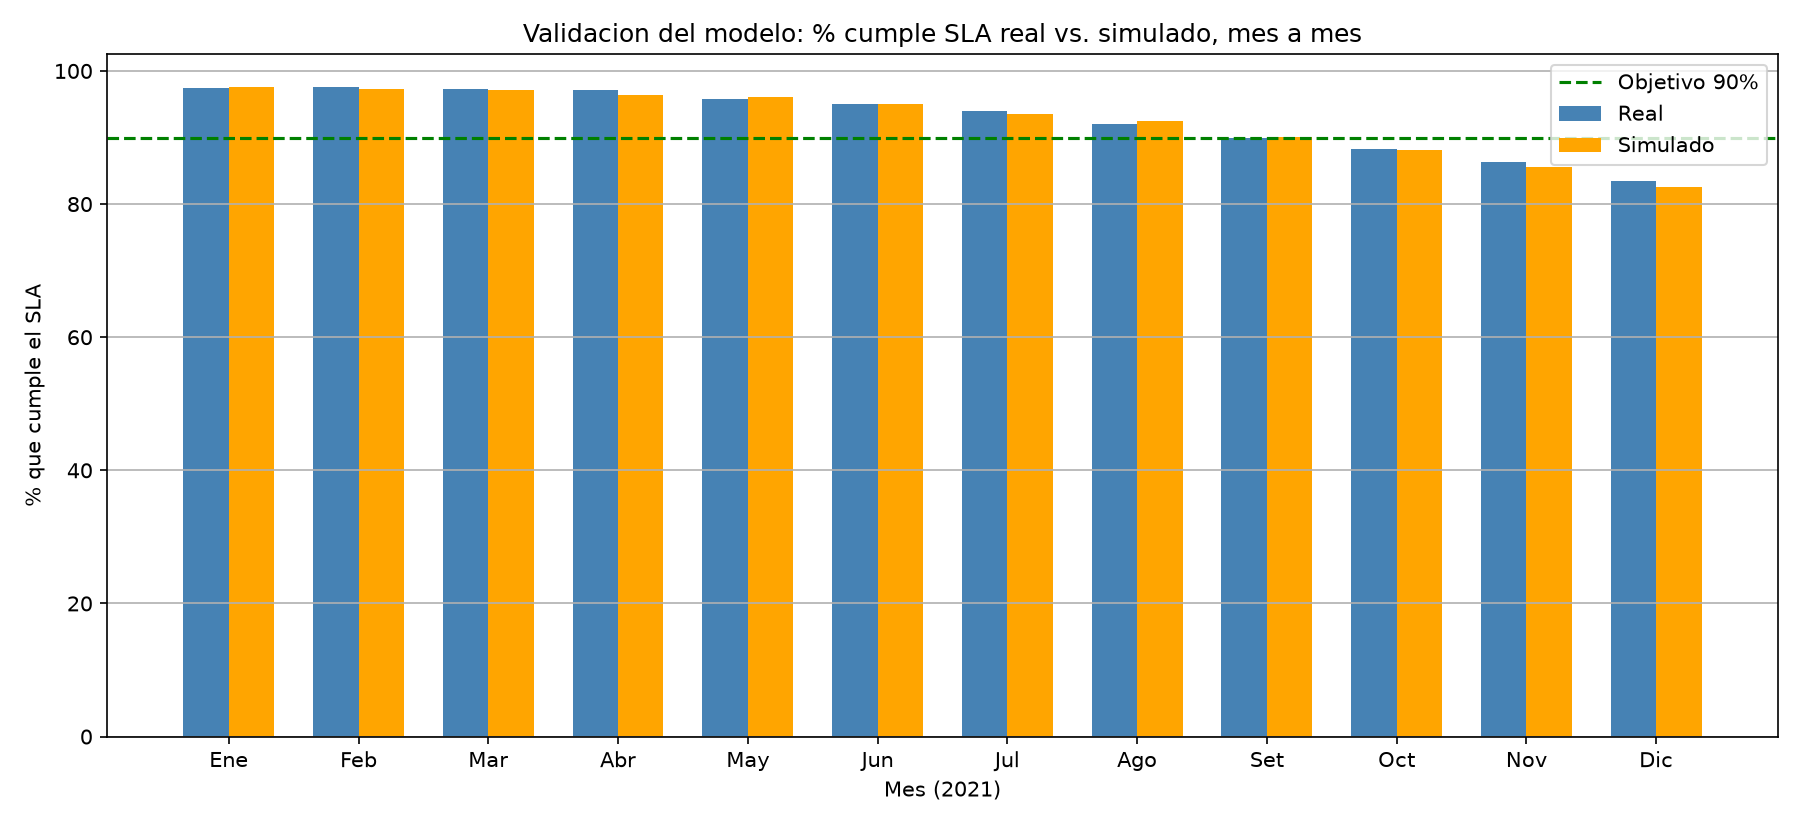 Validacion del modelo: % cumple SLA real vs. simulado, mes a mes
Objetivo 90%
Real
Simulado
% que cumple el SLA
100
80
60
40
20
0
Ene Feb Mar Abr May Jun Jul Ago Set Oct Nov Dic
Mes (2021)